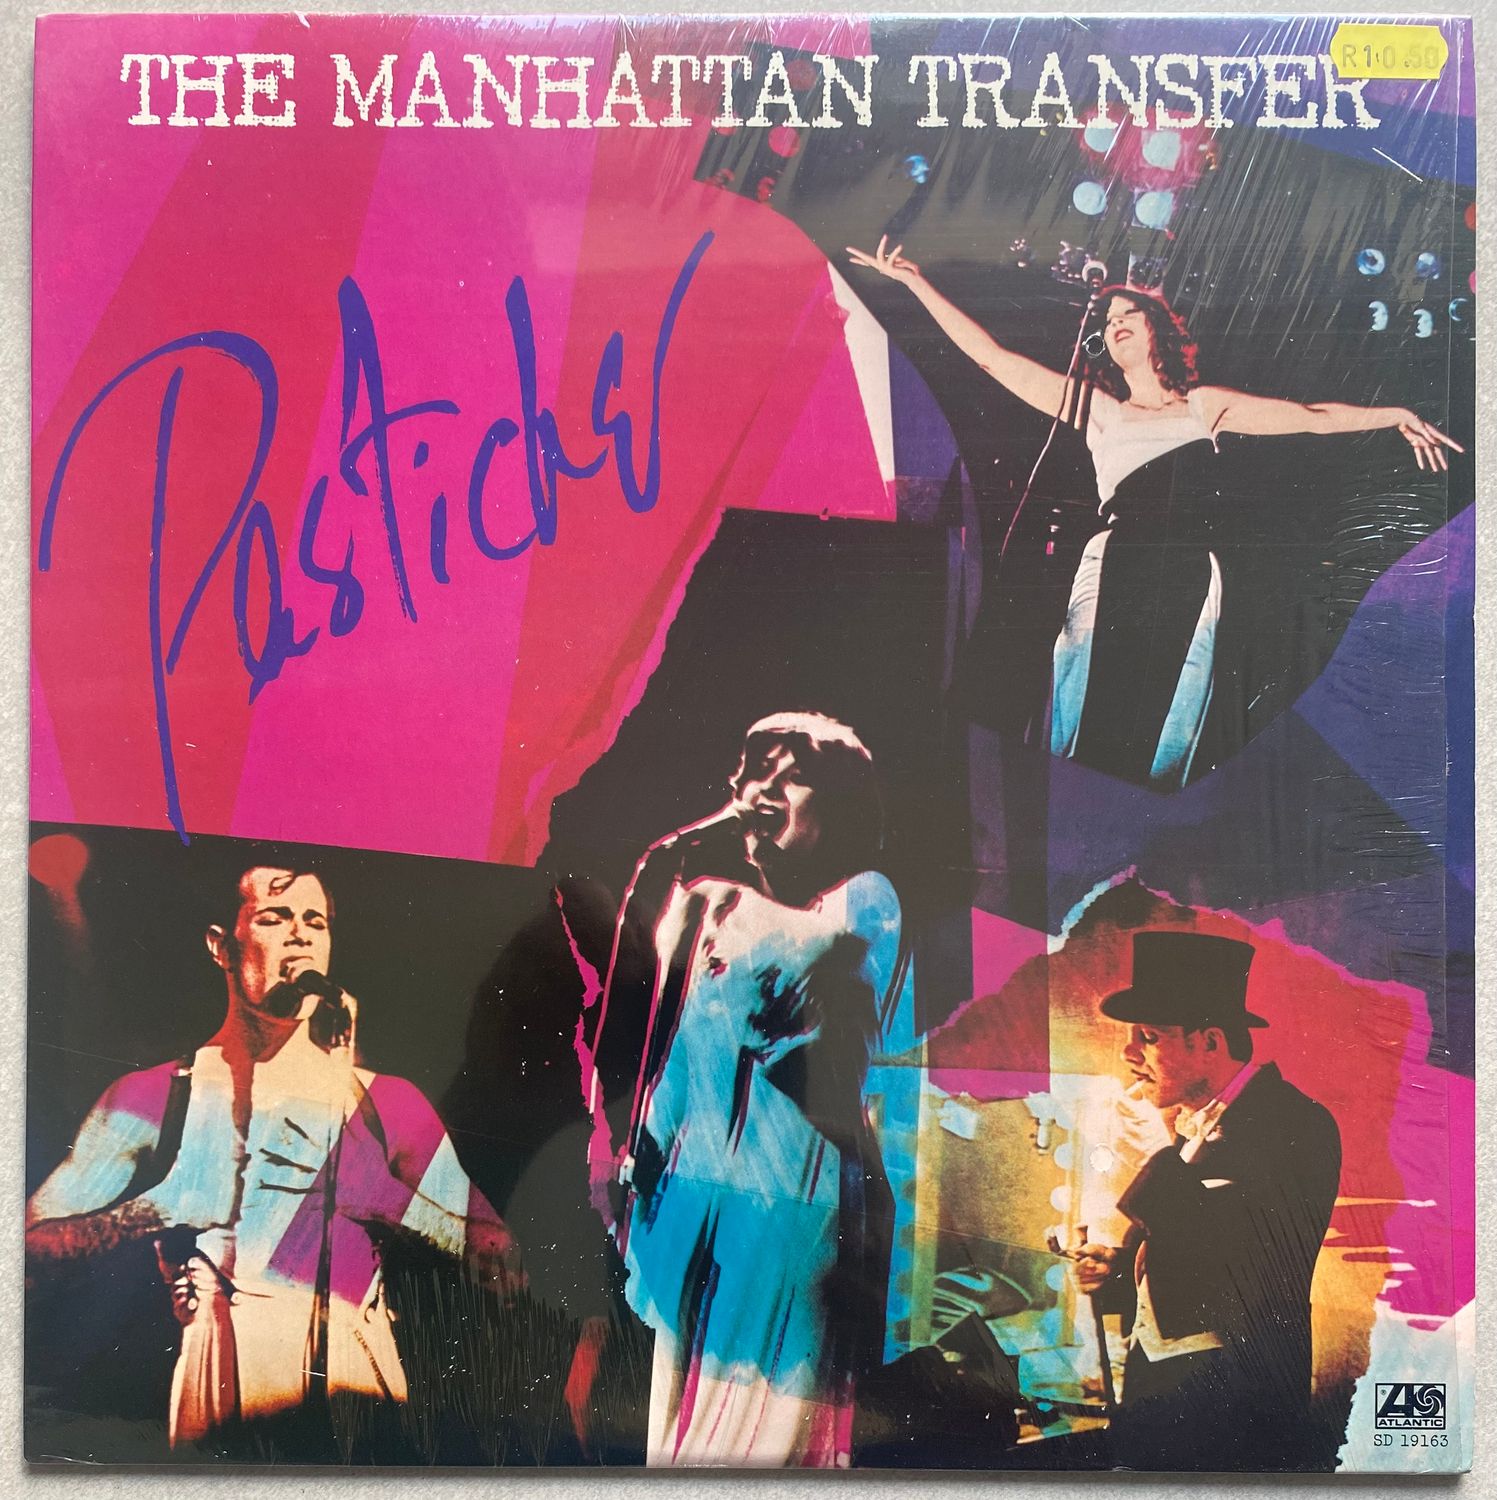 THE MANHATTAN TRANSFER
R10.50
Pastiche
ATLANTIC
SD 19163